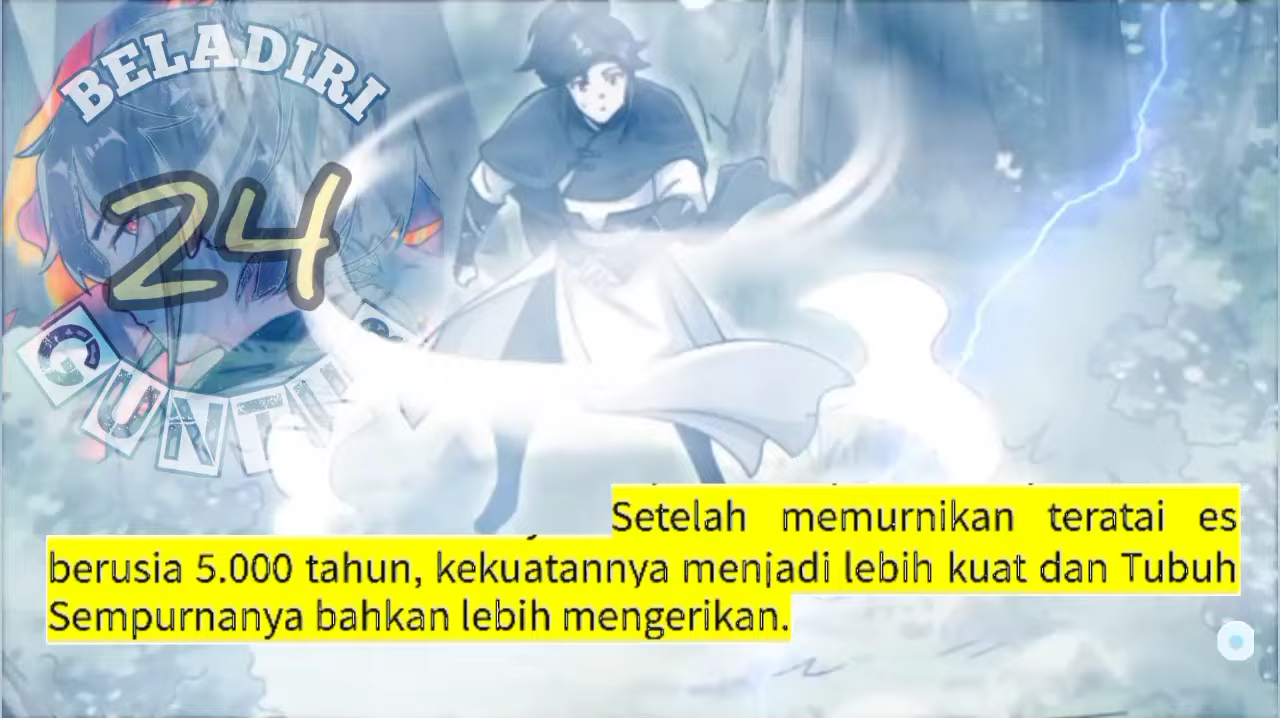 BELADIRI
24
Setelah memurnikan teratai es
berusia 5.000 tahun, kekuatannya menjadi lebih kuat dan Tubuh
Sempurnanya bahkan lebih mengerikan.